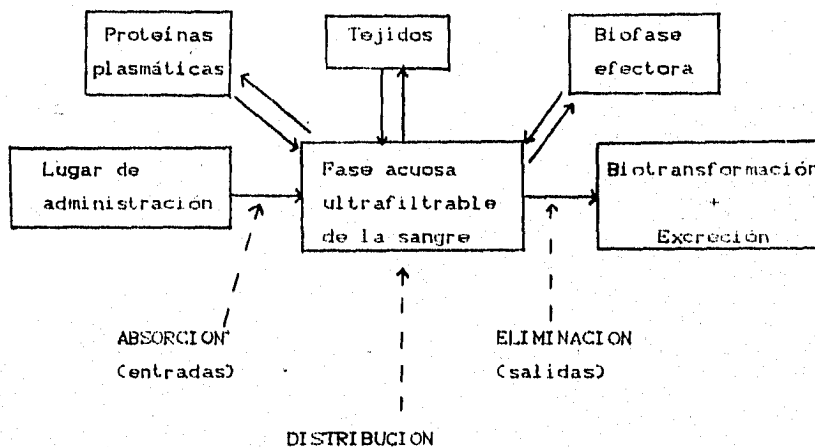 Proteínas
plasmáticas
Tejidos
Biofase
efectora
Lugar de
administración
Fase acuosa
ultrafiltrable
de la sangre
Biotransformación
+
Excreción
ABSORCION
(entradas)
ELIMINACION
(salidas)
DISTRIBUCION